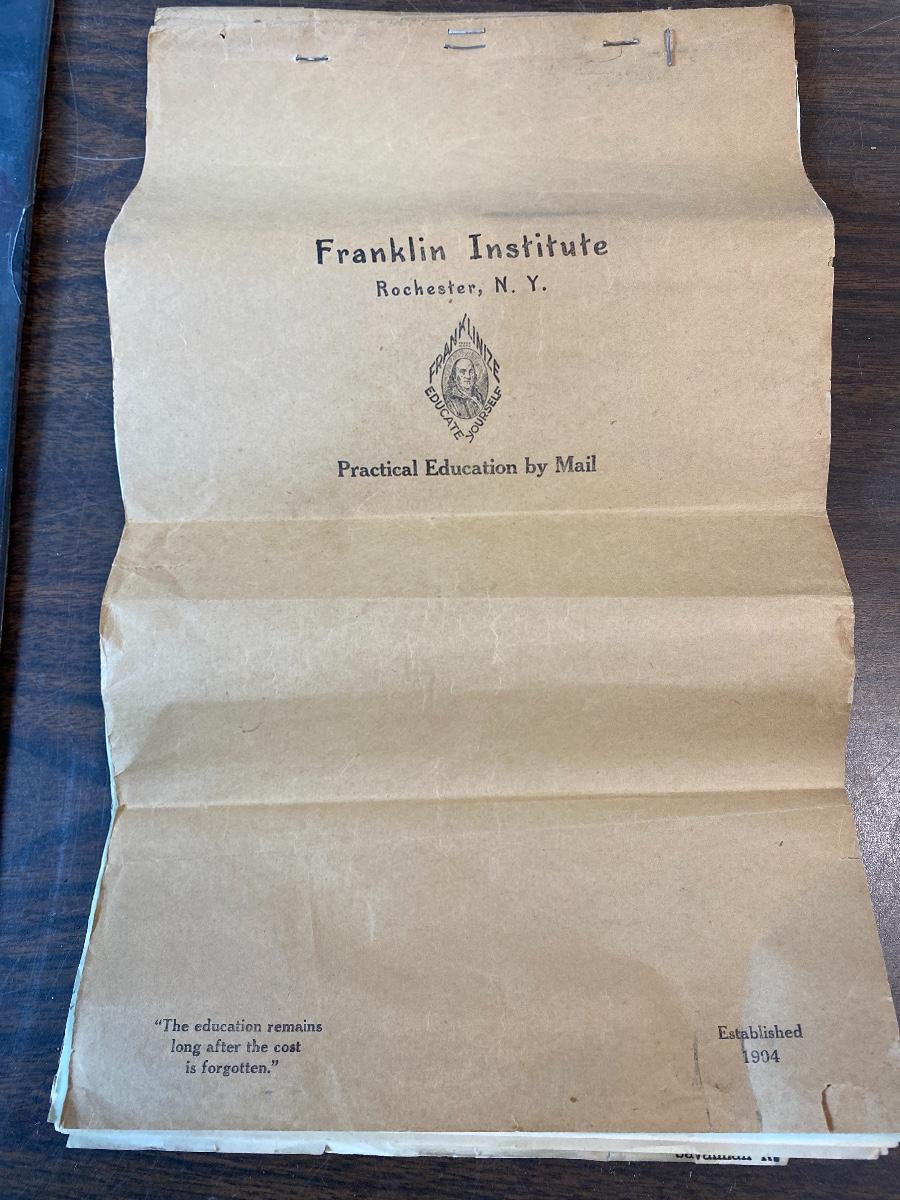 Franklin Institute
Rochester, N. Y.
FRANKLINIZE
EDUCATE YOURSELF
Practical Education by Mail
“The education remains
long after the cost
is forgotten.”
Established
1904